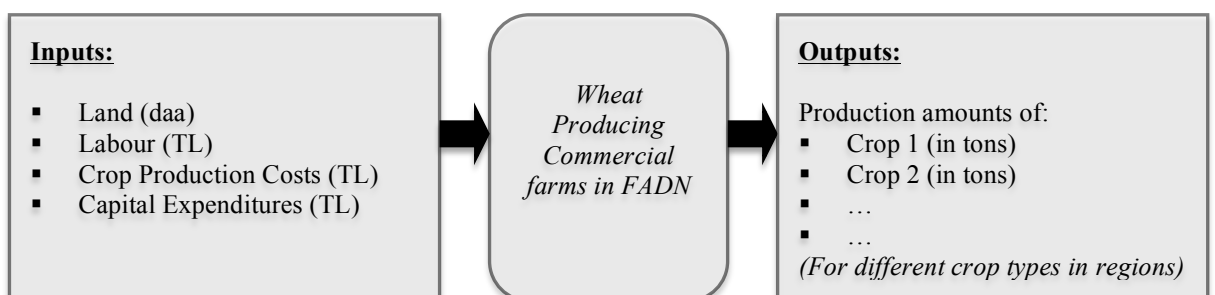 Inputs:
▪ Land (daa)
▪ Labour (TL)
▪ Crop Production Costs (TL)
▪ Capital Expenditures (TL)
Wheat
Producing
Commercial
farms in FADN
Outputs:
Production amounts of:
▪ Crop 1 (in tons)
▪ Crop 2 (in tons)
▪ …
▪ …
(For different crop types in regions)